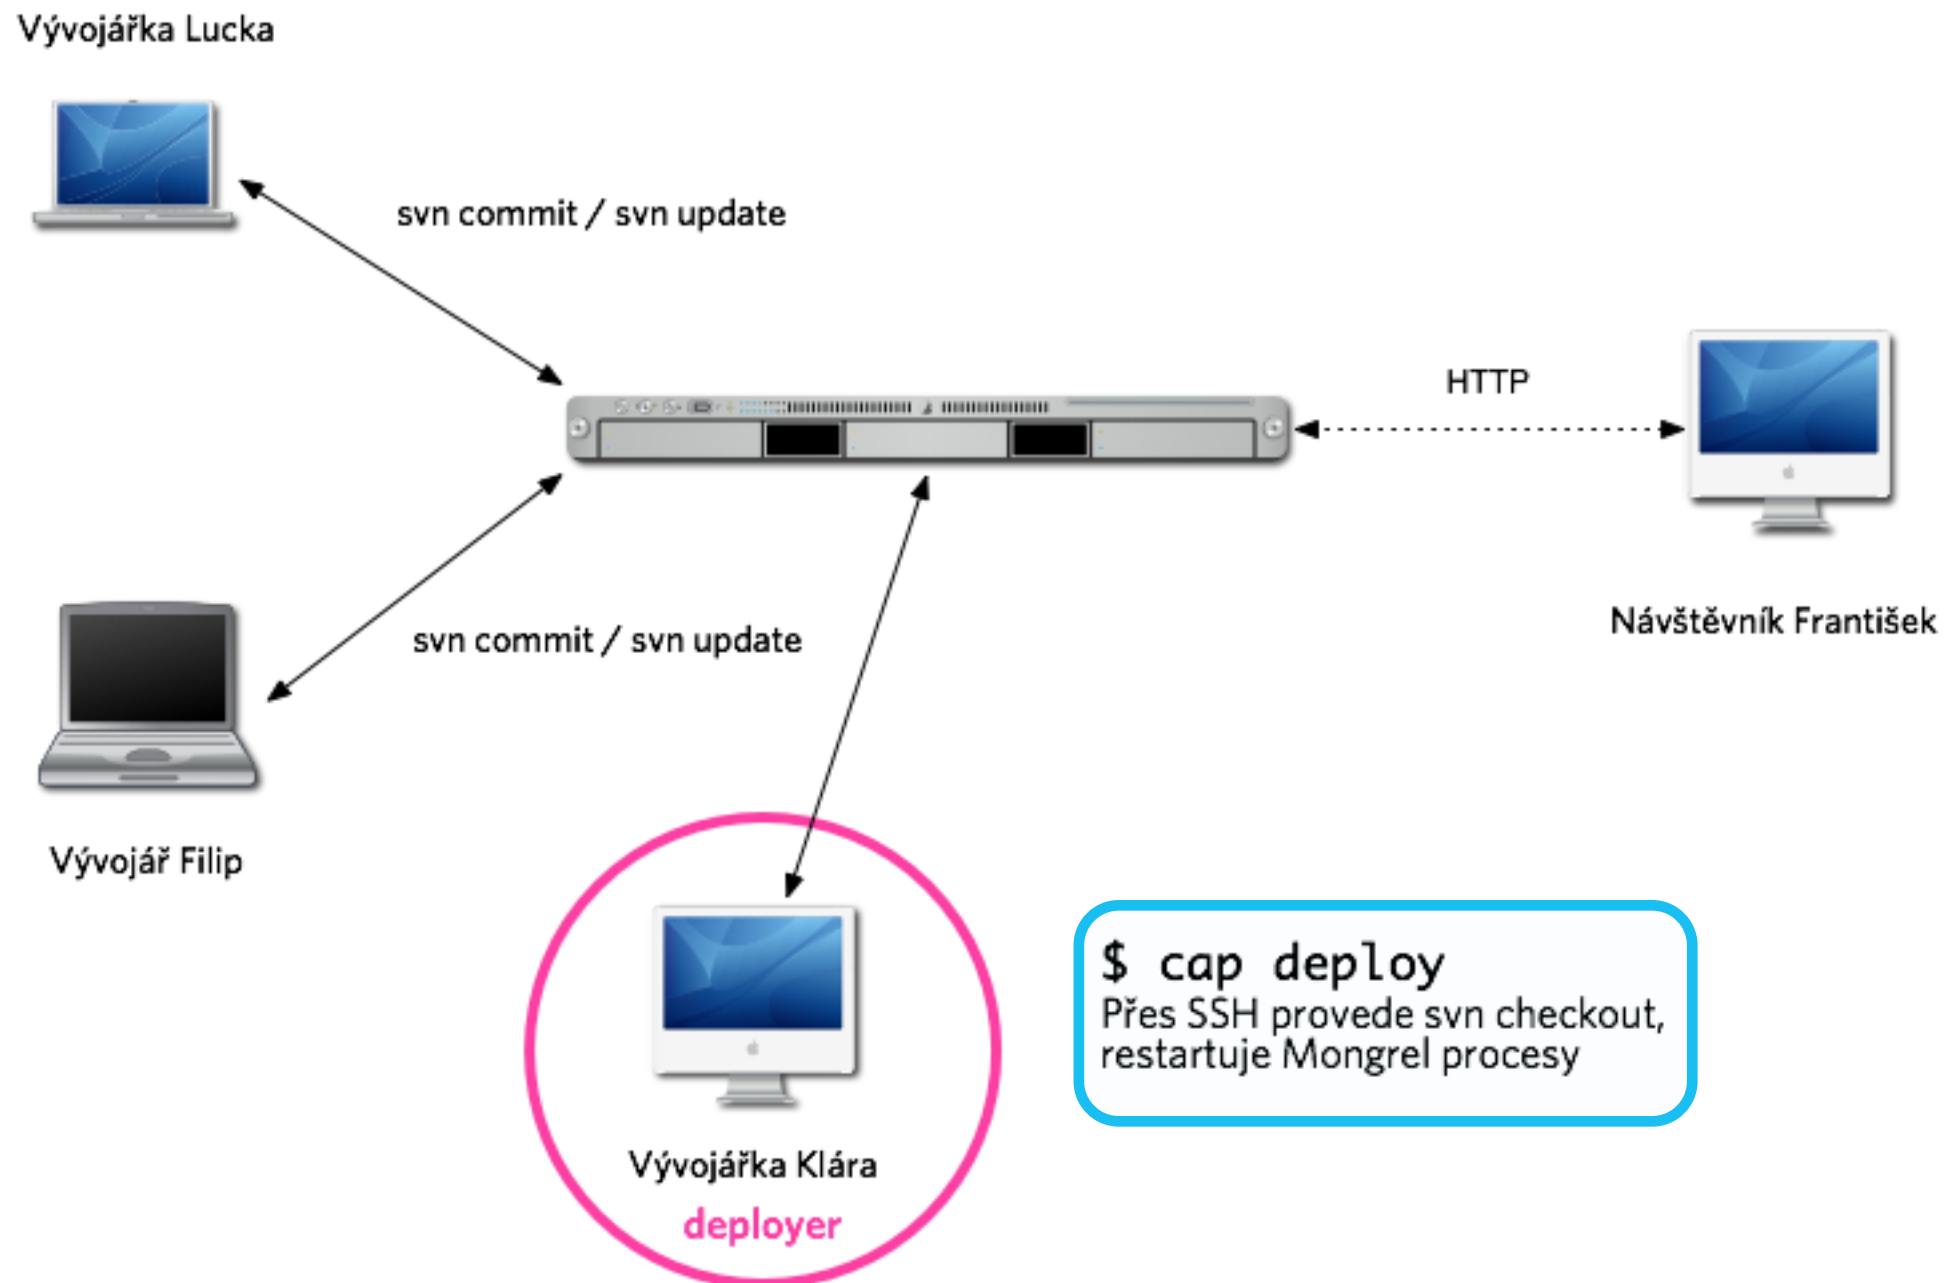 Vývojářka Lucka
svn commit / svn update
HTTP
Návštěvník František
svn commit / svn update
Vývojář Filip
$ cap deploy
Přes SSH provede svn checkout,
restartuje Mongrel procesy
Vývojářka Klára
deployer